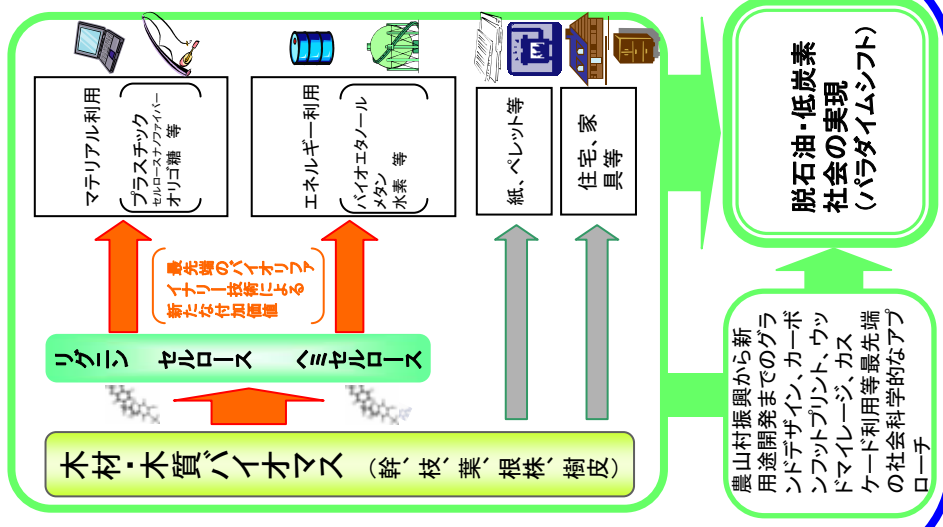 木材・木質バイオマス（幹、枝、葉、根株、樹皮）
リグニン　セルロース　ヘミセルロース
最先端のバイオリファ
イナリー技術による
新たな付加価値
マテリアル利用
プラスチック
セルロースナノファイバー
オリゴ糖　等
エネルギー利用
バイオエタノール
メタン
水素　等
紙、ペレット等
住宅、家
具等
農山村振興から新
用途開発までのグラ
ンドデザイン、カーボ
ンフットプリント、ウッ
ドマイレージ、カス
ケード利用等最先端
の社会科学的なアプ
ローチ
脱石油・低炭素
社会の実現
（パラダイムシフト）